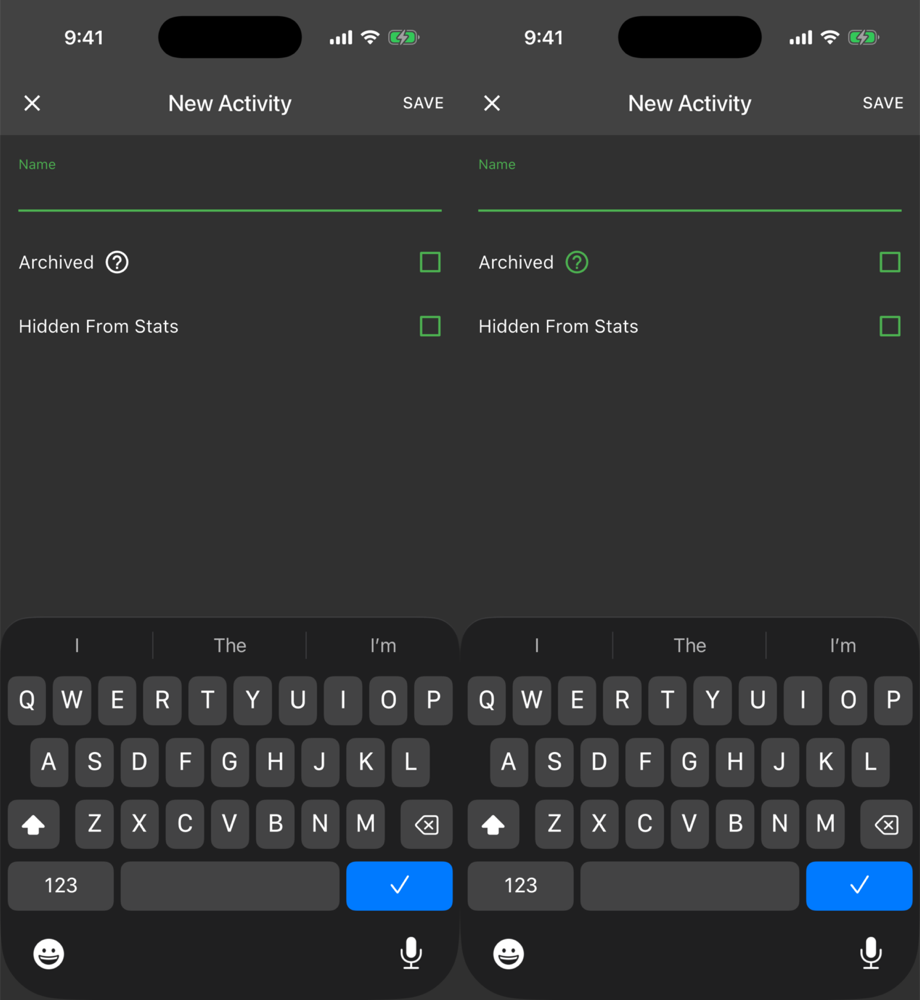 9:41
New Activity
SAVE
Name
Archived ?
Hidden From Stats
I The I’m
Q W E R T Y U I O P
A S D F G H J K L
Z X C V B N M
123
9:41
New Activity
SAVE
Name
Archived ?
Hidden From Stats
I The I’m
Q W E R T Y U I O P
A S D F G H J K L
Z X C V B N M
123